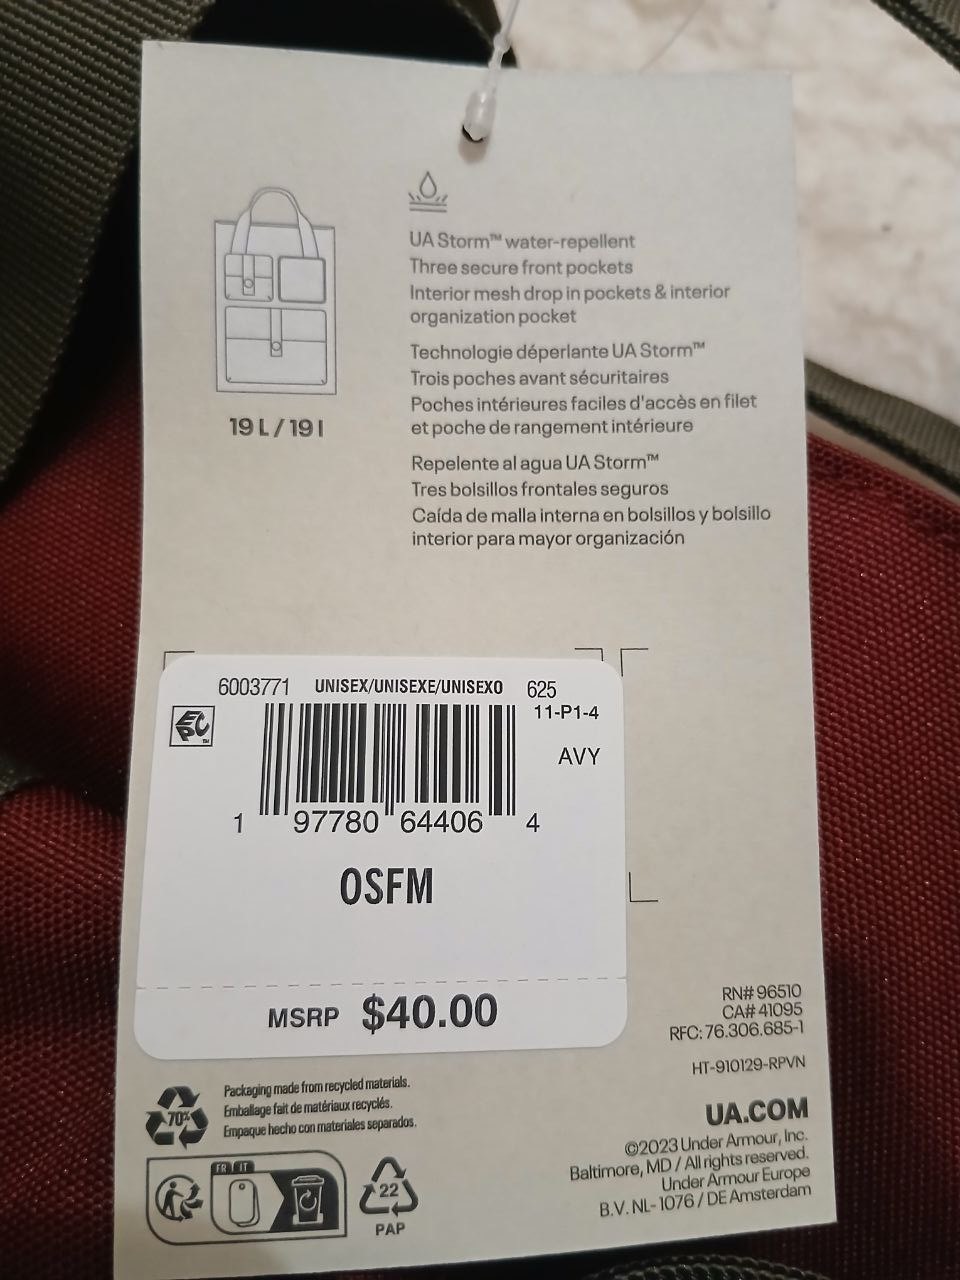 UA Storm™ water-repellent
Three secure front pockets
Interior mesh drop in pockets & interior
organization pocket
Technologie déperlante UA Storm™
Trois poches avant sécuritaires
Poches intérieures faciles d'accès en filet
et poche de rangement intérieure
Repelente al agua UA Storm™
Tres bolsillos frontales seguros
Caída de malla interna en bolsillos y bolsillo
interior para mayor organización
19 L / 19 l
6003771 UNISEX/UNISEXE/UNISEXO 625
11-P1-4
EPC™
AVY
1 97780 64406 4
OSFM
MSRP $40.00
RN# 96510
CA# 41095
RFC: 76.306.685-1
HT-910129-RPVN
70%
Packaging made from recycled materials.
Emballage fait de matériaux recyclés.
Empaque hecho con materiales separados.
FR IT
22
PAP
UA.COM
©2023 Under Armour, Inc.
Baltimore, MD / All rights reserved.
Under Armour Europe
B.V. NL- 1076 / DE Amsterdam